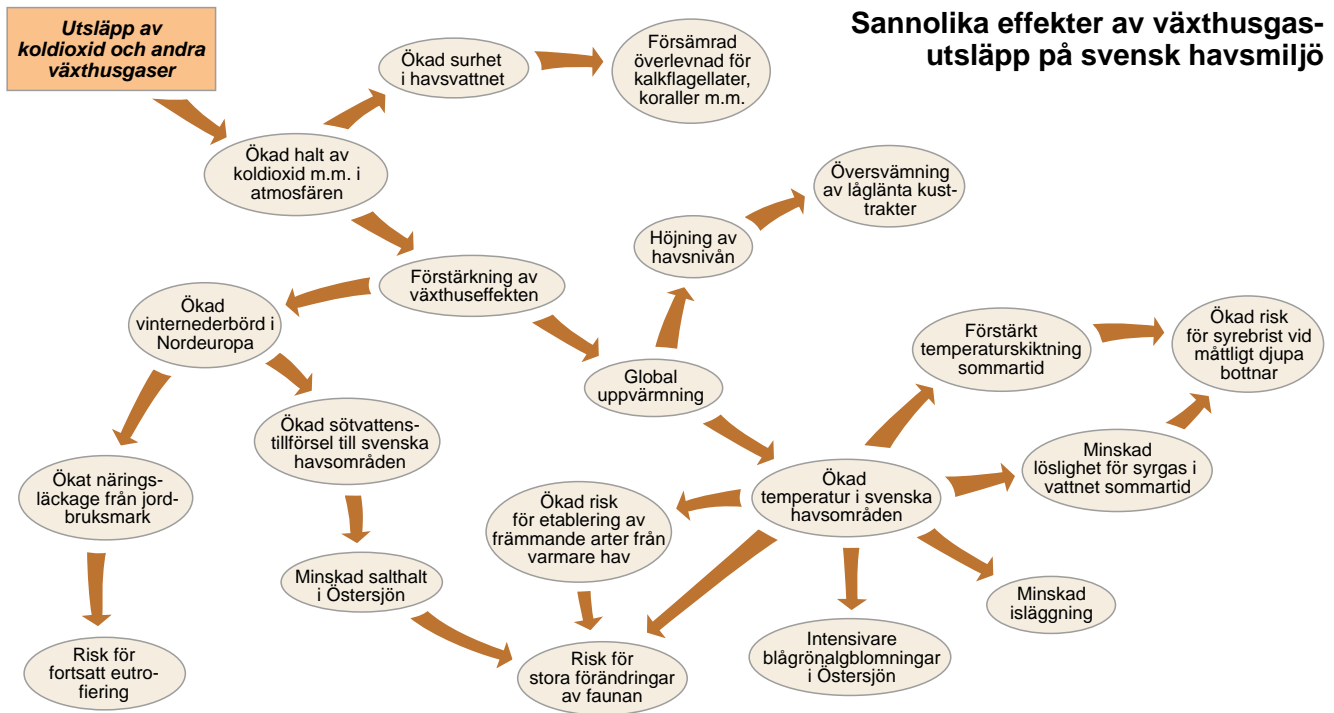 Sannolika effekter av växthusgas-
utsläpp på svensk havsmiljö
Utsläpp av
koldioxid och andra
växthusgaser
Ökad surhet
i havsvattnet
Försämrad
överlevnad för
kalkflagellater,
koraller m.m.
Ökad halt av
koldioxid m.m. i
atmosfären
Översvämning
av låglänta kust-
trakter
Höjning av
havsnivån
Förstärkning av
växthuseffekten
Ökad
vinternederbörd i
Nordeuropa
Förstärkt
temperaturskiktning
sommartid
Ökad risk
för syrebrist vid
måttligt djupa
bottnar
Global
uppvärmning
Ökad sötvattens-
tillförsel till svenska
havsområden
Minskad
löslighet för syrgas i
vattnet sommartid
Ökat närings-
läckage från jord-
bruksmark
Ökad
temperatur i svenska
havsområden
Ökad risk
för etablering av
främmande arter från
varmare hav
Minskad salthalt
i Östersjön
Minskad
isläggning
Risk för
fortsatt eutro-
fiering
Risk för
stora förändringar
av faunan
Intensivare
blågrönalgblomningar
i Östersjön